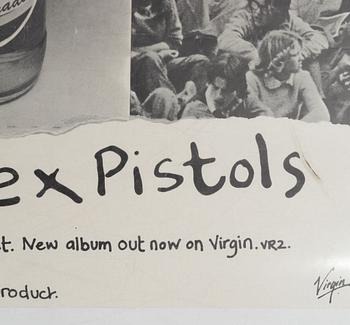 ex Pistols
t. New album out now on Virgin. VR2.
roduct.
Virgin